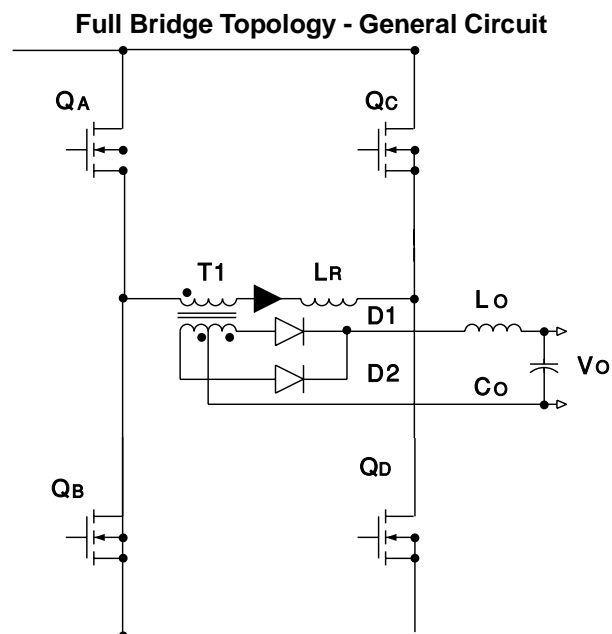 Full Bridge Topology - General Circuit
QA
QC
T1
LR
D1
LO
D2
CO
VO
QB
QD